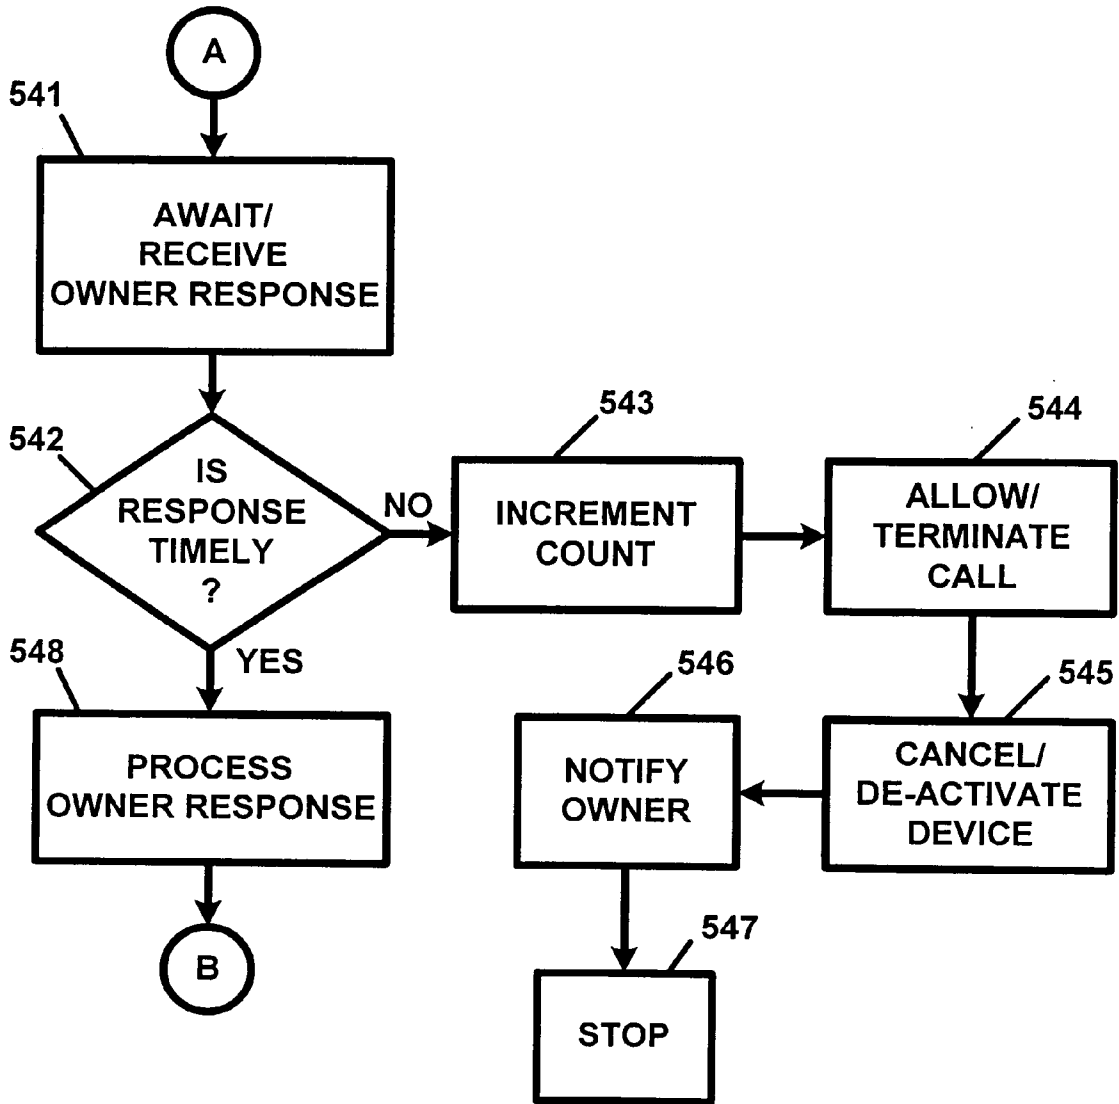 A
541
AWAIT/
RECEIVE
OWNER RESPONSE
542
IS
RESPONSE
TIMELY
?
NO
543
INCREMENT
COUNT
544
ALLOW/
TERMINATE
CALL
YES
548
PROCESS
OWNER RESPONSE
B
545
CANCEL/
DE-ACTIVATE
DEVICE
546
NOTIFY
OWNER
547
STOP